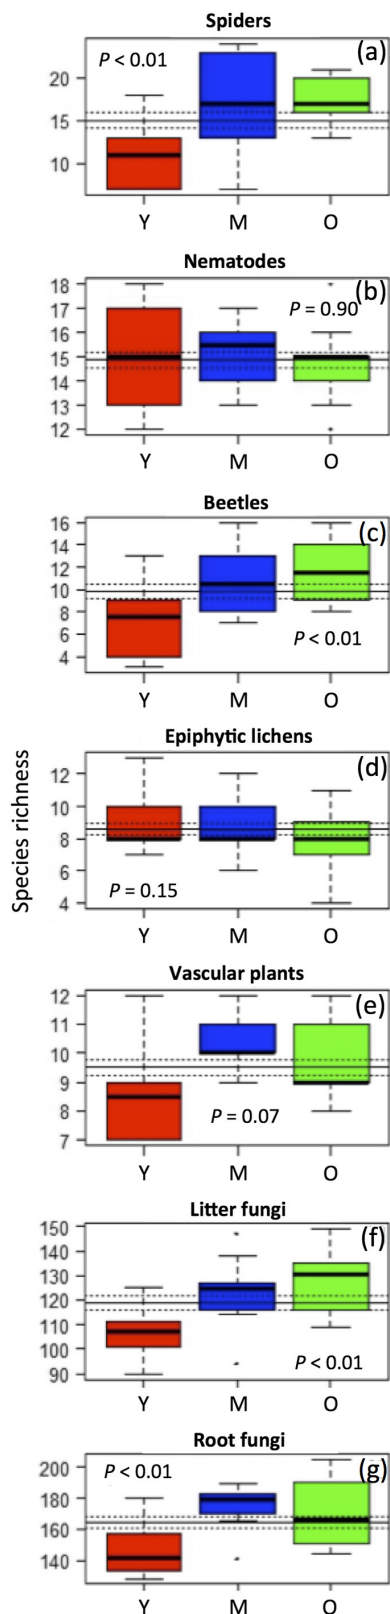 Spiders
(a)
P < 0.01
20
15
10
Y M O
Nematodes
(b)
P = 0.90
18
17
16
15
14
13
12
Y M O
Beetles
(c)
16
14
12
10
8
6
4
P < 0.01
Y M O
Species richness
Epiphytic lichens
(d)
12
10
8
6
4
P = 0.15
Y M O
Vascular plants
(e)
12
11
10
9
8
7
P = 0.07
Y M O
Litter fungi
(f)
150
140
130
120
110
100
90
P < 0.01
Y M O
Root fungi
(g)
P < 0.01
200
180
160
140
Y M O